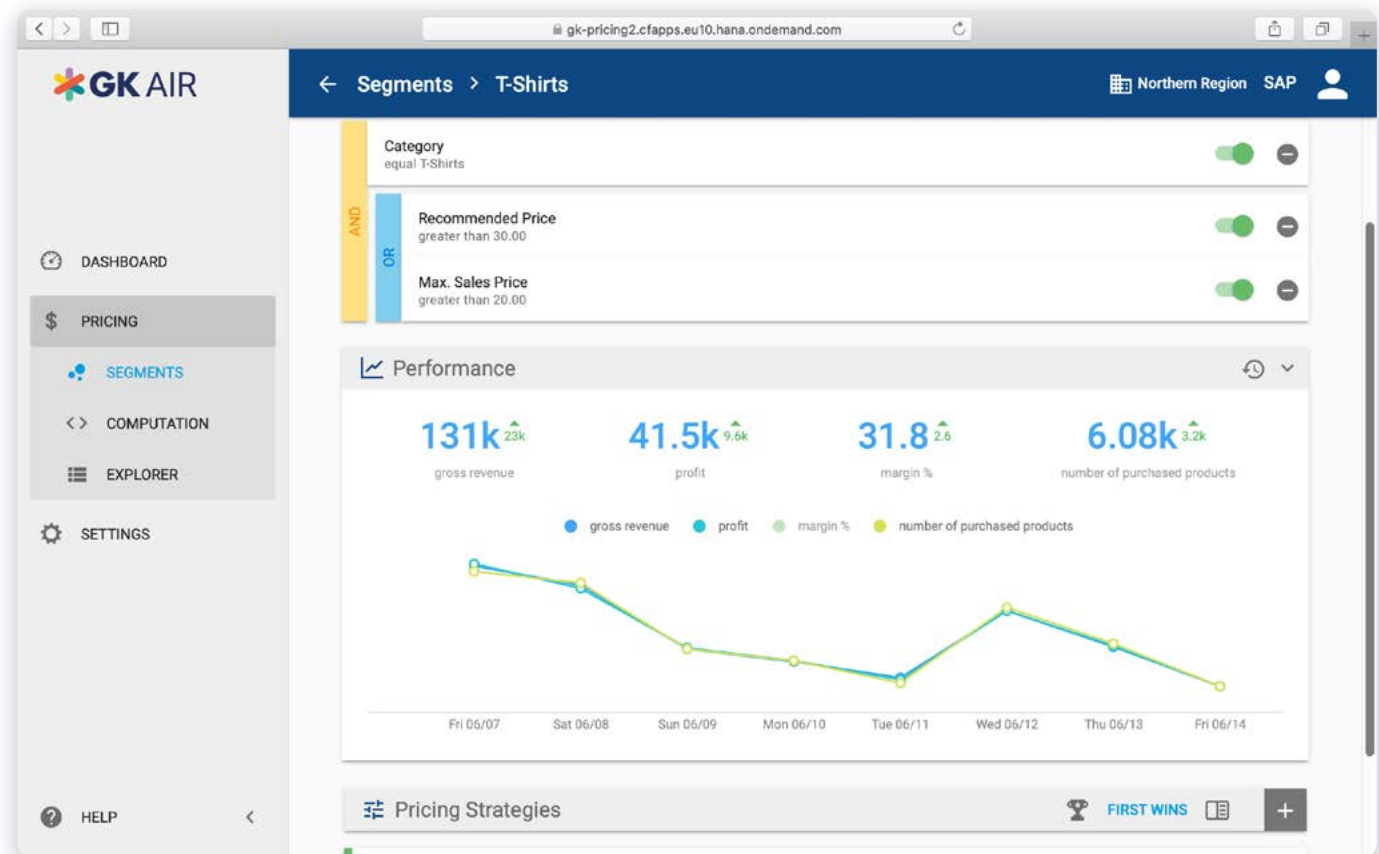 gk-pricing2.cfapps.eu10.hana.ondemand.com
GK AIR
Segments > T-Shirts
Northern Region SAP
Category
equal T-Shirts
AND
Recommended Price
greater than 30.00
OR
Max. Sales Price
greater than 20.00
DASHBOARD
$ PRICING
SEGMENTS
<> COMPUTATION
EXPLORER
SETTINGS
Performance
131k 23k
gross revenue
41.5k 9.6k
profit
31.8 2.6
margin %
6.08k 3.2k
number of purchased products
gross revenue profit margin % number of purchased products
Fri 06/07 Sat 06/08 Sun 06/09 Mon 06/10 Tue 06/11 Wed 06/12 Thu 06/13 Fri 06/14
Pricing Strategies
FIRST WINS
+
? HELP <